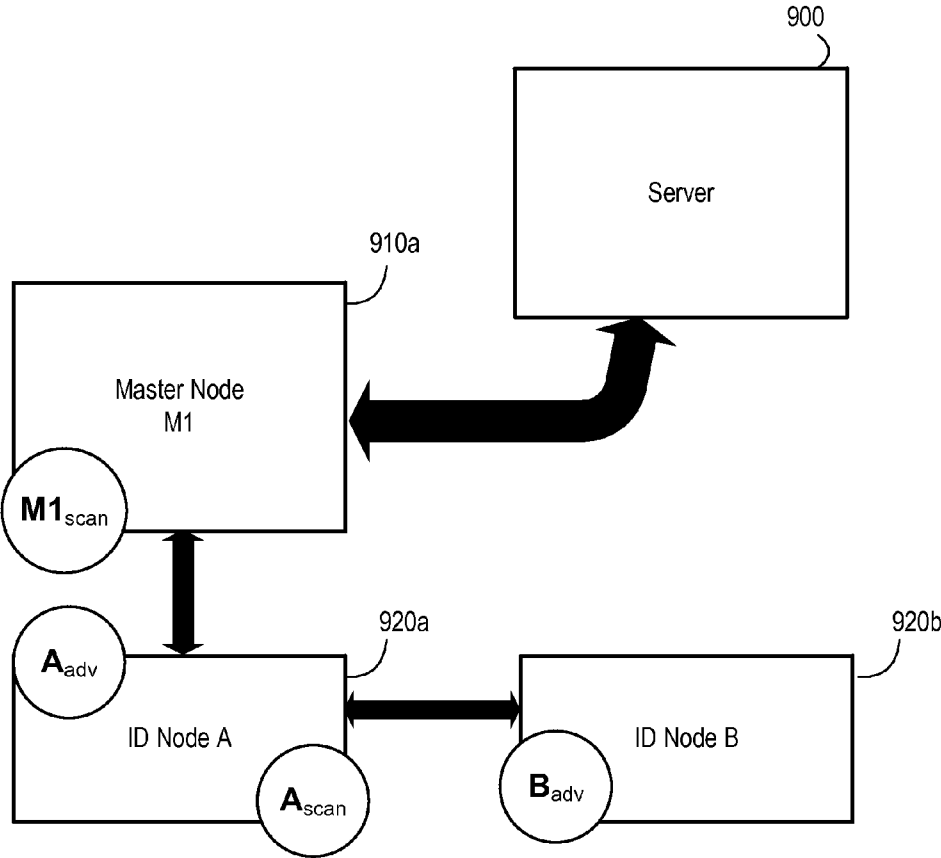 900
Server
910a
Master Node
M1
M1scan
920a
920b
Aadv
ID Node A
ID Node B
Ascan
Badv